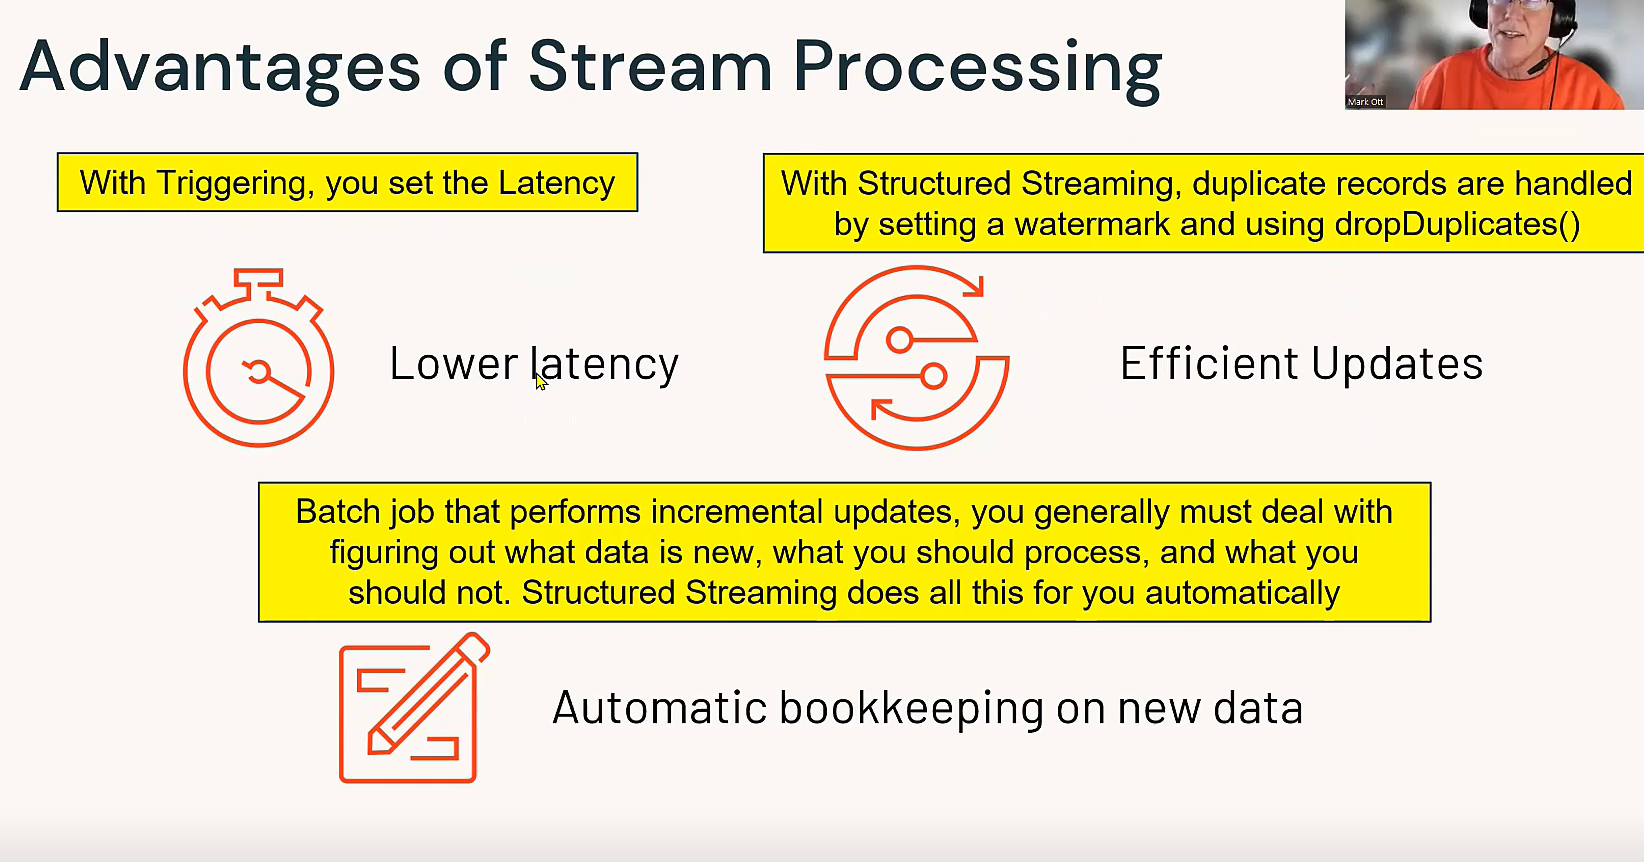 Advantages of Stream Processing
Mark Ott
With Triggering, you set the Latency
With Structured Streaming, duplicate records are handled
by setting a watermark and using dropDuplicates()
Lower latency
Efficient Updates
Batch job that performs incremental updates, you generally must deal with
figuring out what data is new, what you should process, and what you
should not. Structured Streaming does all this for you automatically
Automatic bookkeeping on new data